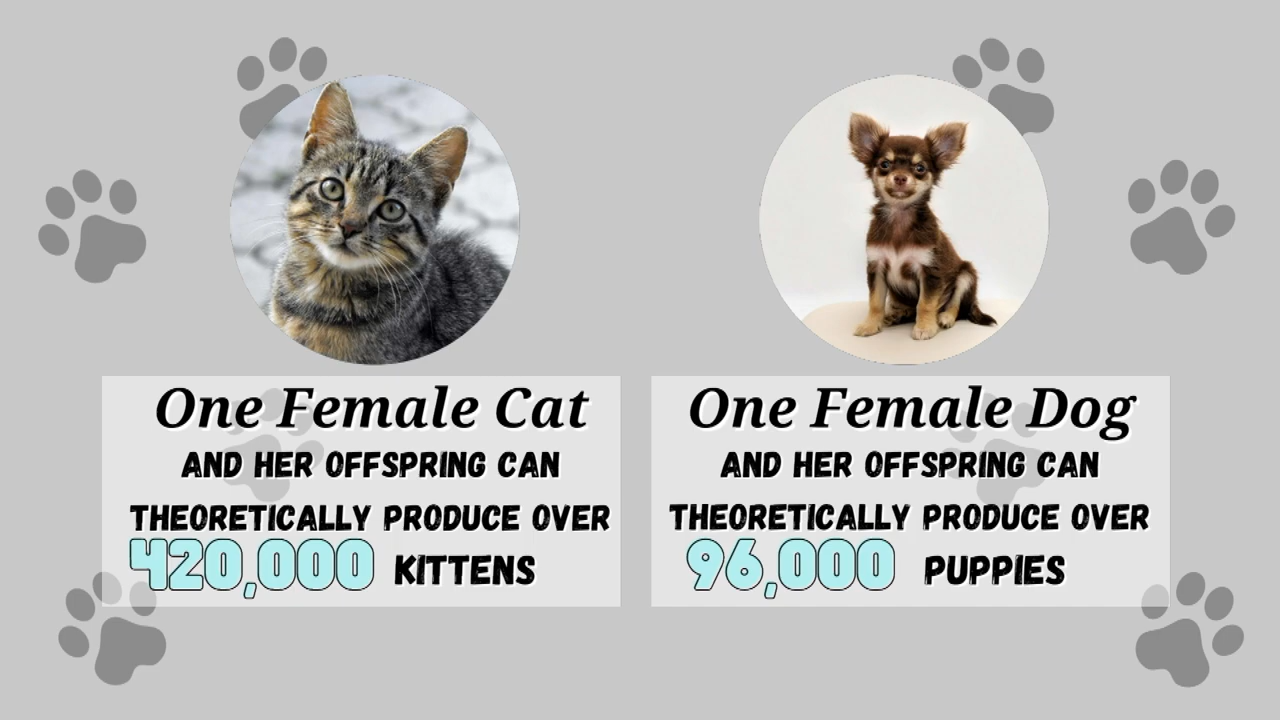 One Female Cat
AND HER OFFSPRING CAN
THEORETICALLY PRODUCE OVER
420,000 KITTENS
One Female Dog
AND HER OFFSPRING CAN
THEORETICALLY PRODUCE OVER
96,000 PUPPIES